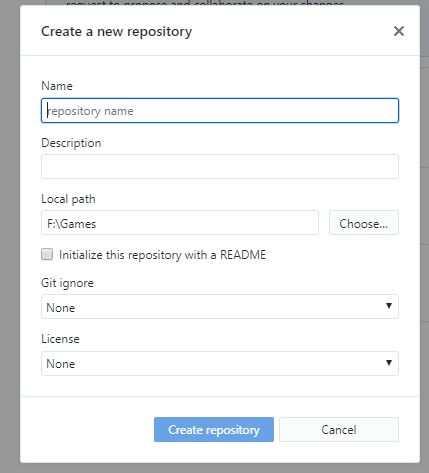 request to propose and collaborate on your changes
Create a new repository
Name
repository name
Description
Local path
F:\Games
Choose...
Initialize this repository with a README
Git ignore
None
License
None
Create repository
Cancel